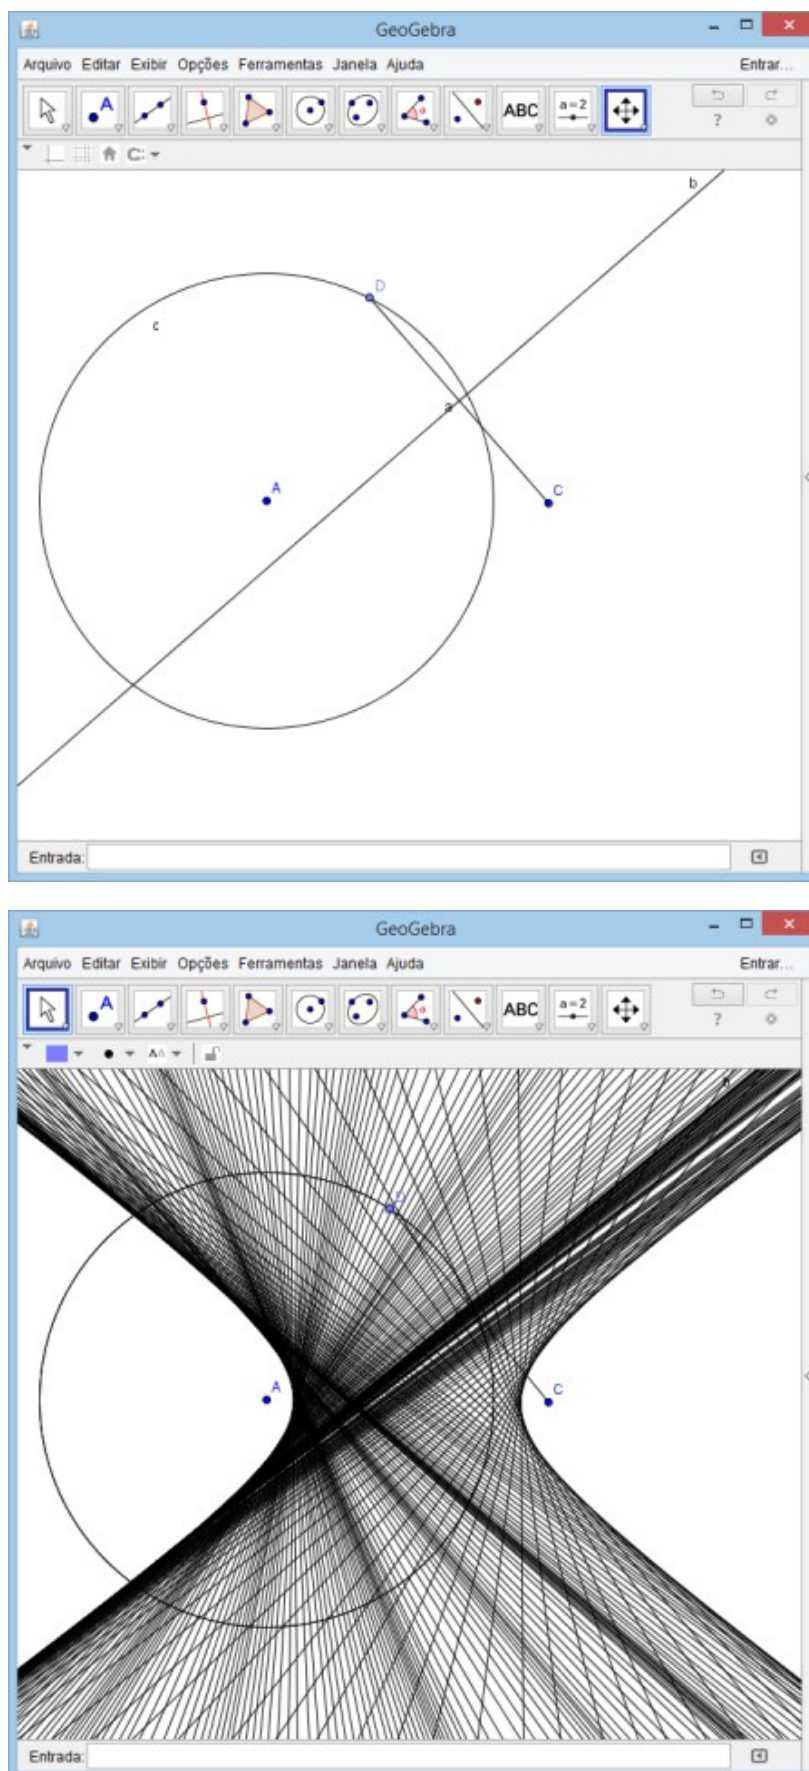 GeoGebra
Arquivo Editar Exibir Opções Ferramentas Janela Ajuda Entrar...
A ABC a=2
b
D
c
a
A
C
Entrada:
GeoGebra
Arquivo Editar Exibir Opções Ferramentas Janela Ajuda Entrar...
A ABC a=2
AA
D
A
C
Entrada: